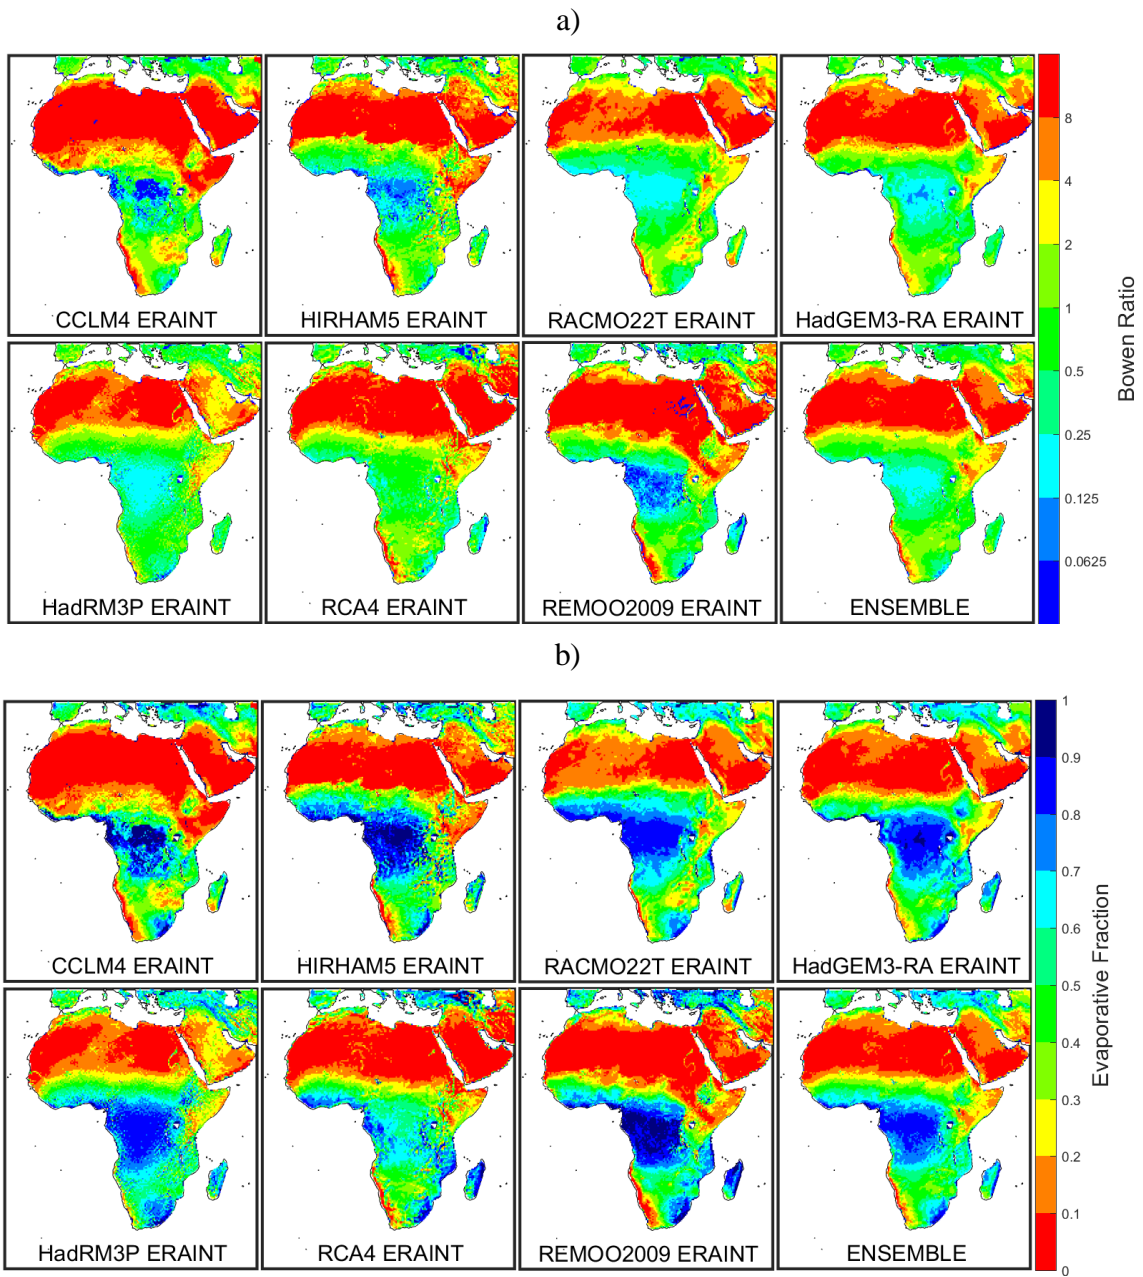 a)
CCLM4 ERAINT
HIRHAM5 ERAINT
RACMO22T ERAINT
HadGEM3-RA ERAINT
HadRM3P ERAINT
RCA4 ERAINT
REMOO2009 ERAINT
ENSEMBLE
8
4
2
1
0.5
0.25
0.125
0.0625
Bowen Ratio
b)
CCLM4 ERAINT
HIRHAM5 ERAINT
RACMO22T ERAINT
HadGEM3-RA ERAINT
HadRM3P ERAINT
RCA4 ERAINT
REMOO2009 ERAINT
ENSEMBLE
1
0.9
0.8
0.7
0.6
0.5
0.4
0.3
0.2
0.1
0
Evaporative Fraction